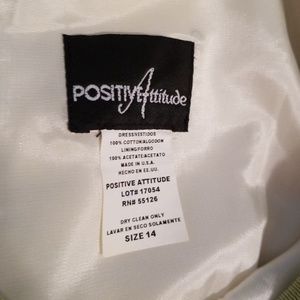 POSITIVE Attitude
DRESS/VESTIDOS
100% COTTON/ALGODON
LINING/FORRO
100% ACETATE/ACETATO
MADE IN U.S.A.
HECHO EN EE.UU.
POSITIVE ATTITUDE
LOT# 17054
RN# 55126
DRY CLEAN ONLY
LAVAR EN SECO SOLAMENTE
SIZE 14